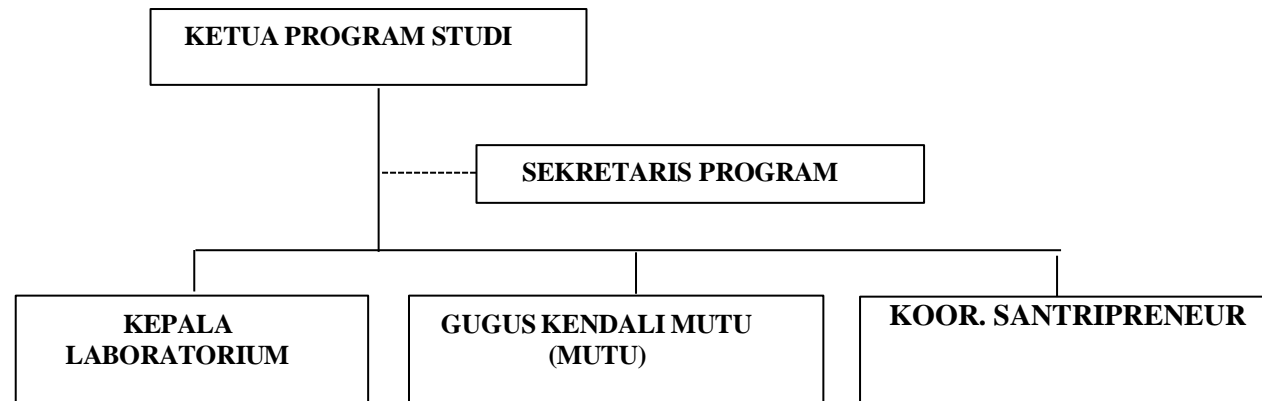 KETUA PROGRAM STUDI
SEKRETARIS PROGRAM
KEPALA
LABORATORIUM
GUGUS KENDALI MUTU
(MUTU)
KOOR. SANTRIPRENEUR